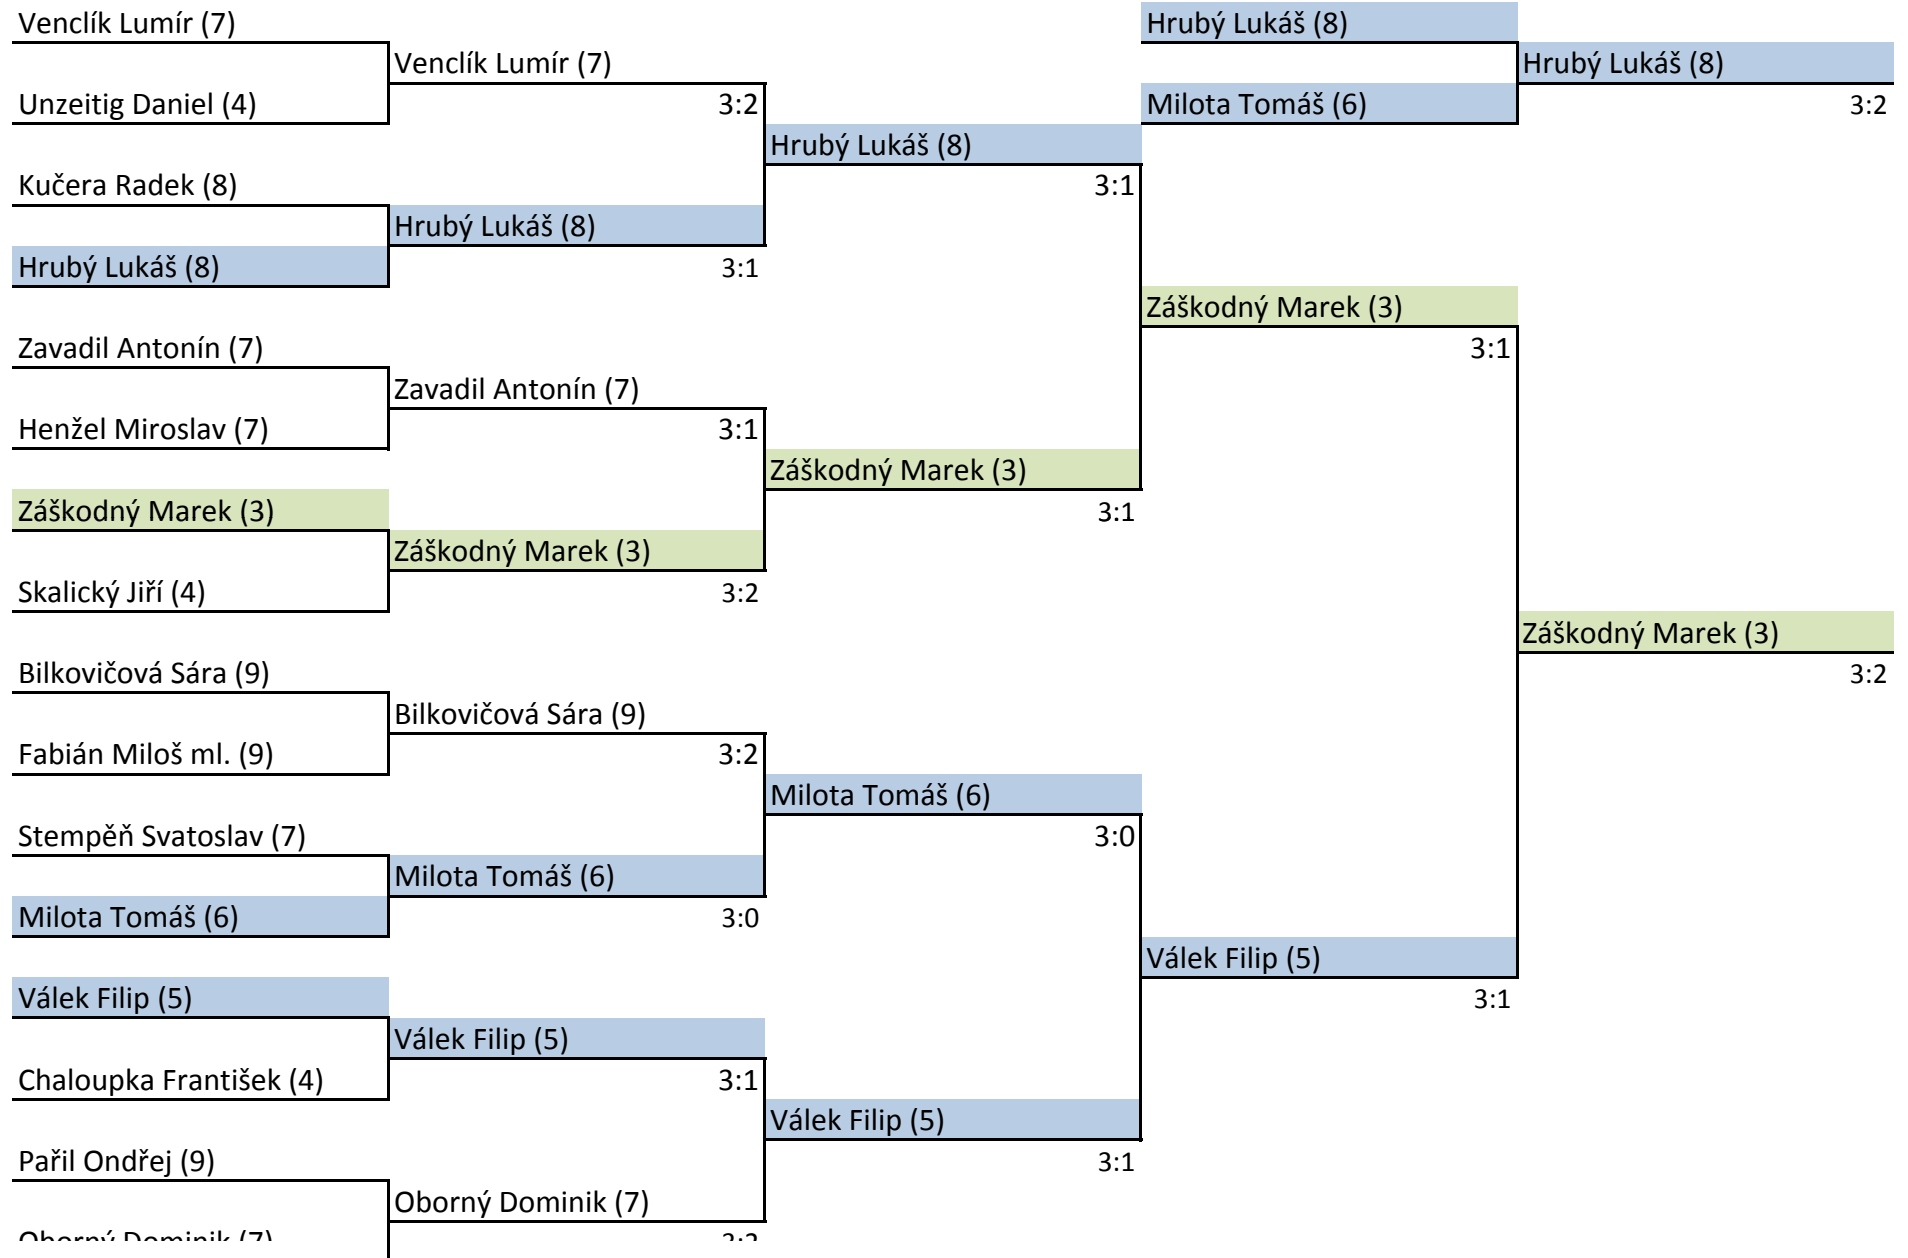 Venclík Lumír (7)
Hrubý Lukáš (8)
Venclík Lumír (7)
Hrubý Lukáš (8)
Unzeitig Daniel (4)
3:2
Milota Tomáš (6)
3:2
Hrubý Lukáš (8)
Kučera Radek (8)
3:1
Hrubý Lukáš (8)
Hrubý Lukáš (8)
3:1
Záškodný Marek (3)
Zavadil Antonín (7)
3:1
Zavadil Antonín (7)
Henžel Miroslav (7)
3:1
Záškodný Marek (3)
Záškodný Marek (3)
3:1
Záškodný Marek (3)
Skalický Jiří (4)
3:2
Záškodný Marek (3)
Bilkovičová Sára (9)
3:2
Bilkovičová Sára (9)
Fabián Miloš ml. (9)
3:2
Milota Tomáš (6)
Stempěň Svatoslav (7)
3:0
Milota Tomáš (6)
Milota Tomáš (6)
3:0
Válek Filip (5)
Válek Filip (5)
3:1
Válek Filip (5)
Chaloupka František (4)
3:1
Válek Filip (5)
Pařil Ondřej (9)
3:1
Oborný Dominik (7)
Oborný Dominik (7)